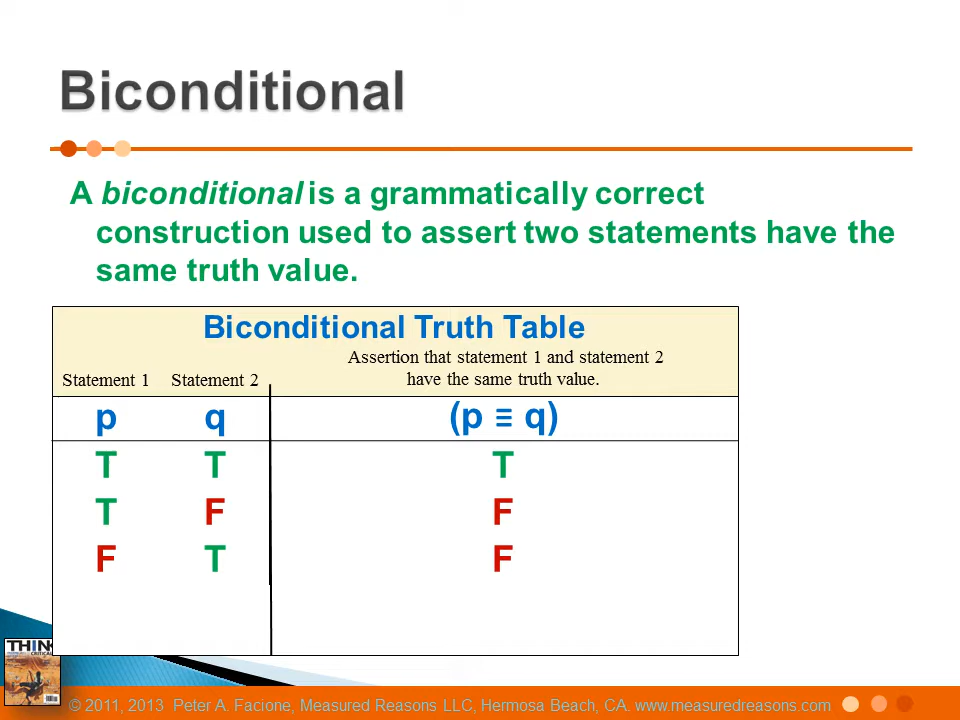 Biconditional
A biconditional is a grammatically correct
construction used to assert two statements have the
same truth value.
Biconditional Truth Table
Assertion that statement 1 and statement 2
Statement 1 Statement 2 have the same truth value.
p q (p ≡ q)
T T T
T F F
F T F
THINK
CRITICALLY
© 2011, 2013 Peter A. Facione, Measured Reasons LLC, Hermosa Beach, CA. www.measuredreasons.com